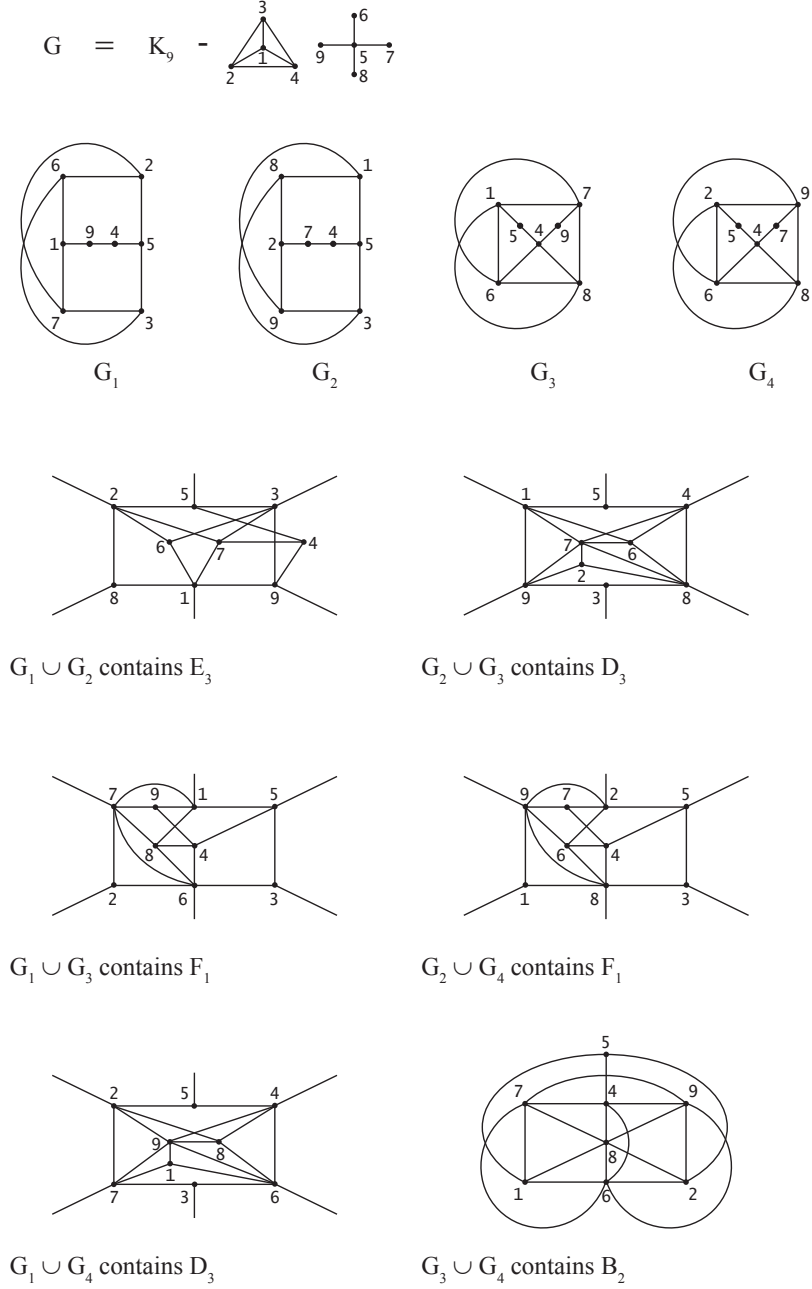 G = K₉ - 3 1 2 4 6 9 5 7 8
6 2 1 9 4 5 7 3
8 1 2 7 4 5 9 3
1 7 5 4 9 6 8
2 9 5 4 7 6 8
G₁ G₂ G₃ G₄
2 5 3 6 7 4 8 1 9
1 5 4 7 6 2 9 3 8
G₁ ∪ G₂ contains E₃
G₂ ∪ G₃ contains D₃
7 9 1 5 8 4 2 6 3
9 7 2 5 6 4 1 8 3
G₁ ∪ G₃ contains F₁
G₂ ∪ G₄ contains F₁
2 5 4 9 8 1 7 3 6
5 7 4 9 8 1 6 2
G₁ ∪ G₄ contains D₃
G₃ ∪ G₄ contains B₂